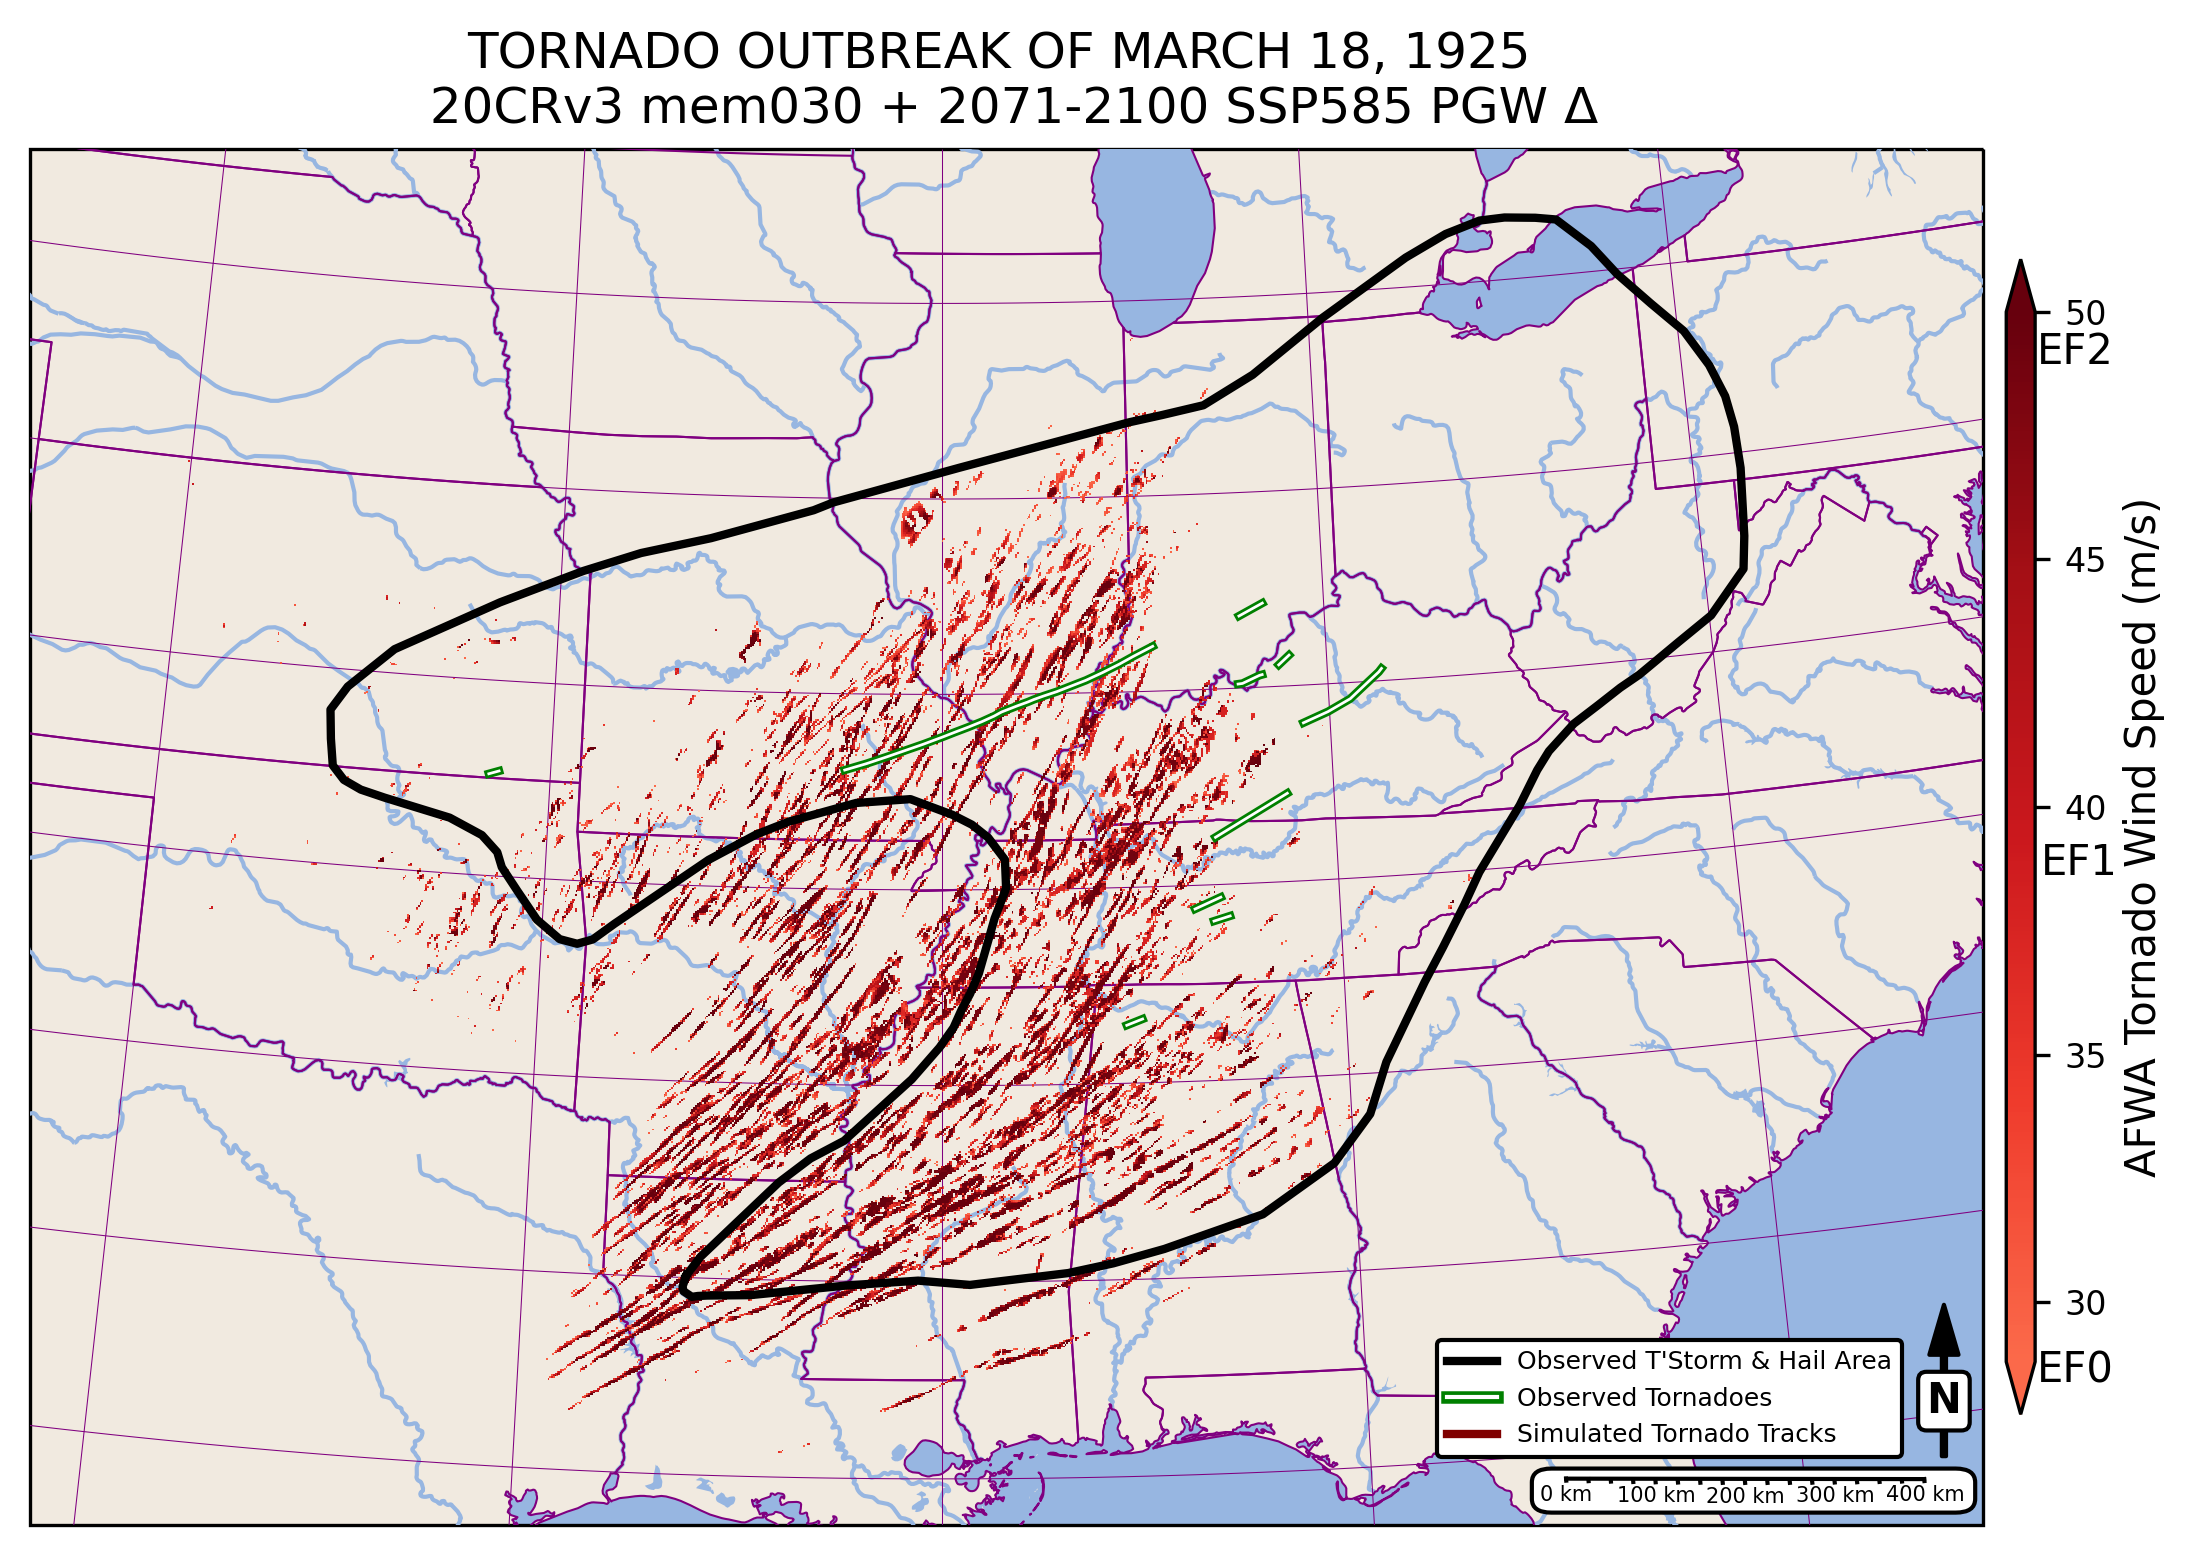 TORNADO OUTBREAK OF MARCH 18, 1925
20CRv3 mem030 + 2071-2100 SSP585 PGW Δ
50
EF2
45
40
EF1
35
30
EF0
AFWA Tornado Wind Speed (m/s)
Observed T'Storm & Hail Area
Observed Tornadoes
Simulated Tornado Tracks
N
0 km 100 km 200 km 300 km 400 km